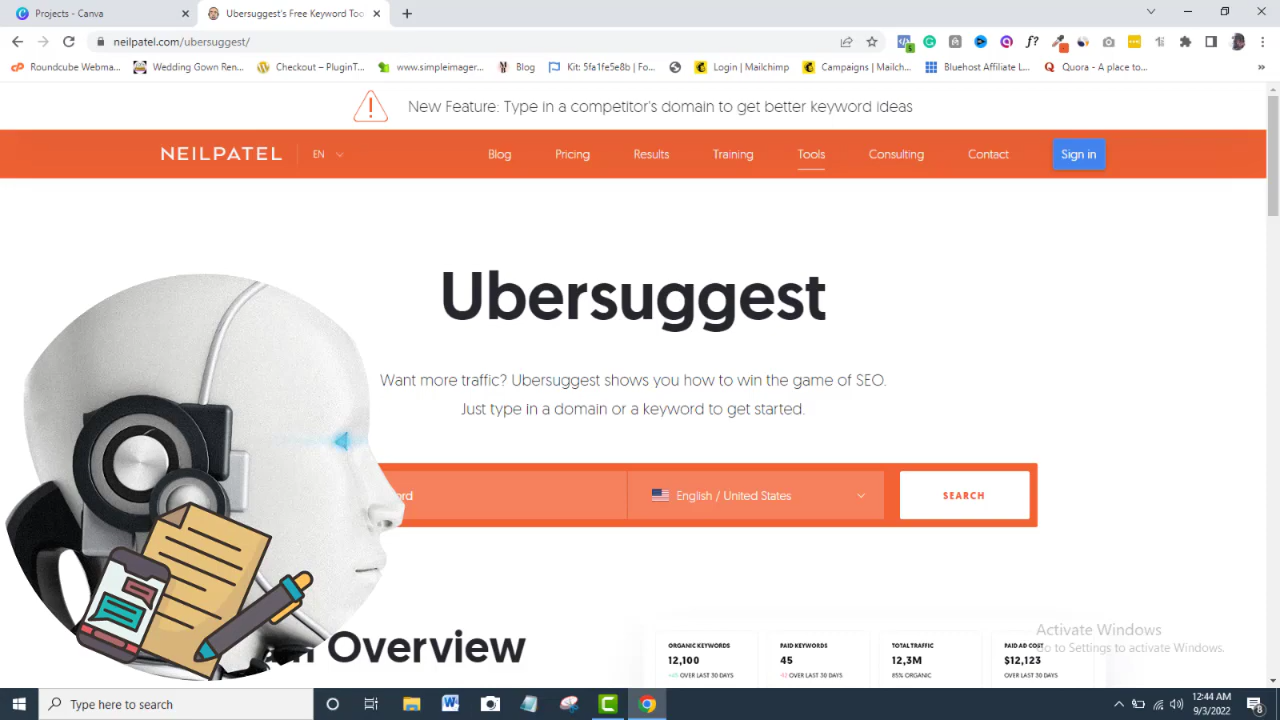 Projects - Canva
Ubersuggest's Free Keyword Too
neilpatel.com/ubersuggest/
Roundcube Webma...
Wedding Gown Ren...
Checkout – PluginT...
www.simpleimager...
Blog
Kit: 5fa1fe5e8b | Fo...
Login | Mailchimp
Campaigns | Mailch...
Bluehost Affiliate L...
Quora - A place to...
New Feature: Type in a competitor's domain to get better keyword ideas
NEILPATEL
EN
Blog
Pricing
Results
Training
Tools
Consulting
Contact
Sign in
Ubersuggest
Want more traffic? Ubersuggest shows you how to win the game of SEO.
Just type in a domain or a keyword to get started.
English / United States
SEARCH
Overview
ORGANIC KEYWORDS
12,100
OVER LAST 30 DAYS
PAID KEYWORDS
45
OVER LAST 30 DAYS
TOTAL TRAFFIC
12,3M
85% ORGANIC
PAID AD COST
$12,123
OVER LAST 30 DAYS
Activate Windows
Go to Settings to activate Windows.
Type here to search
12:44 AM
9/3/2022